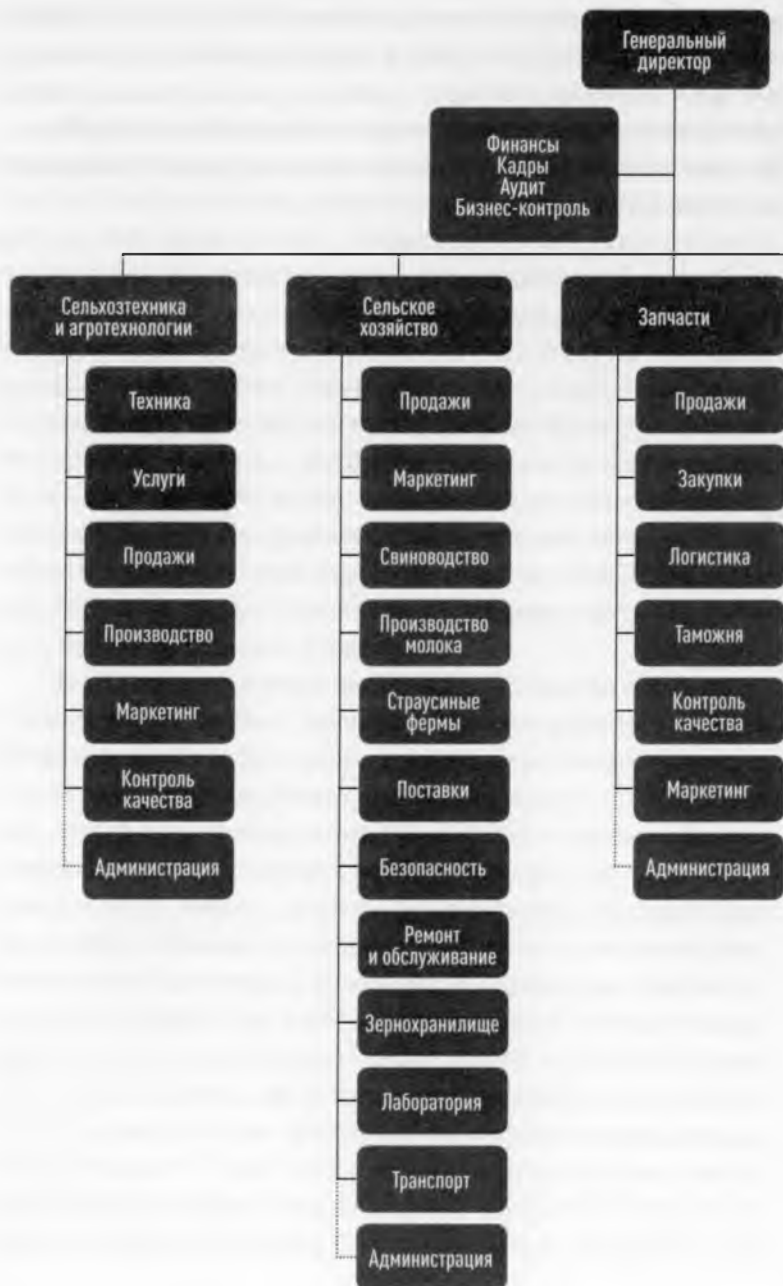 Генеральный
директор
Финансы
Кадры
Аудит
Бизнес-контроль
Сельхозтехника
и агротехнологии
Техника
Услуги
Продажи
Производство
Маркетинг
Контроль
качества
Администрация
Сельское
хозяйство
Продажи
Маркетинг
Свиноводство
Производство
молока
Страусиные
фермы
Поставки
Безопасность
Ремонт
и обслуживание
Зернохранилище
Лаборатория
Транспорт
Администрация
Запчасти
Продажи
Закупки
Логистика
Таможня
Контроль
качества
Маркетинг
Администрация